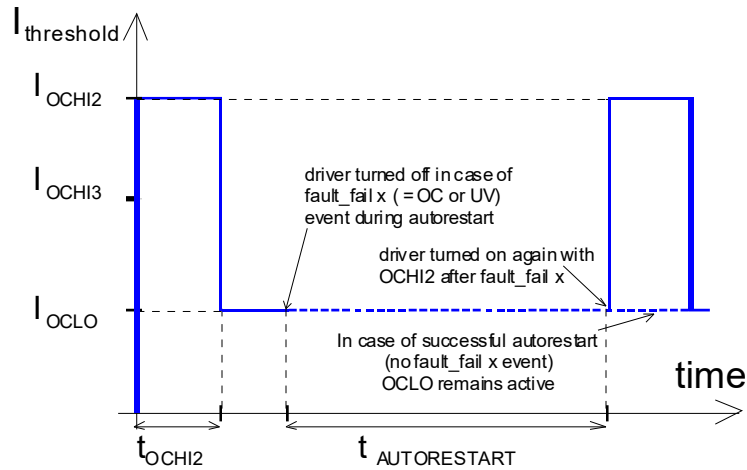 I threshold
I OCHI2
I OCHI3
I OCLO
driver turned off in case of
fault_fail x ( = OC or UV)
event during autorestart
driver turned on again with
OCHI2 after fault_fail x
In case of successful autorestart
(no fault_fail x event)
OCLO remains active
time
t OCHI2
t AUTORESTART